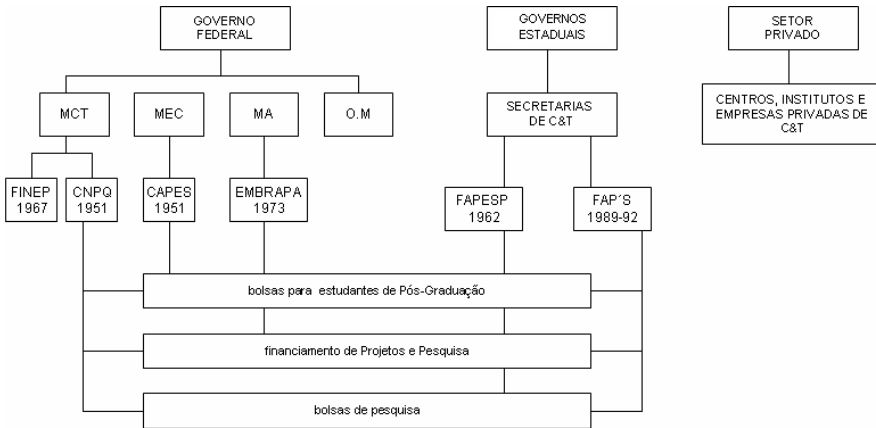 GOVERNO
FEDERAL
GOVERNOS
ESTADUAIS
SETOR
PRIVADO
MCT
MEC
MA
O.M
SECRETARIAS
DE C&T
CENTROS, INSTITUTOS E
EMPRESAS PRIVADAS DE
C&T
FINEP
1967
CNPQ
1951
CAPES
1951
EMBRAPA
1973
FAPESP
1962
FAP´S
1989-92
bolsas para estudantes de Pós-Graduação
financiamento de Projetos e Pesquisa
bolsas de pesquisa